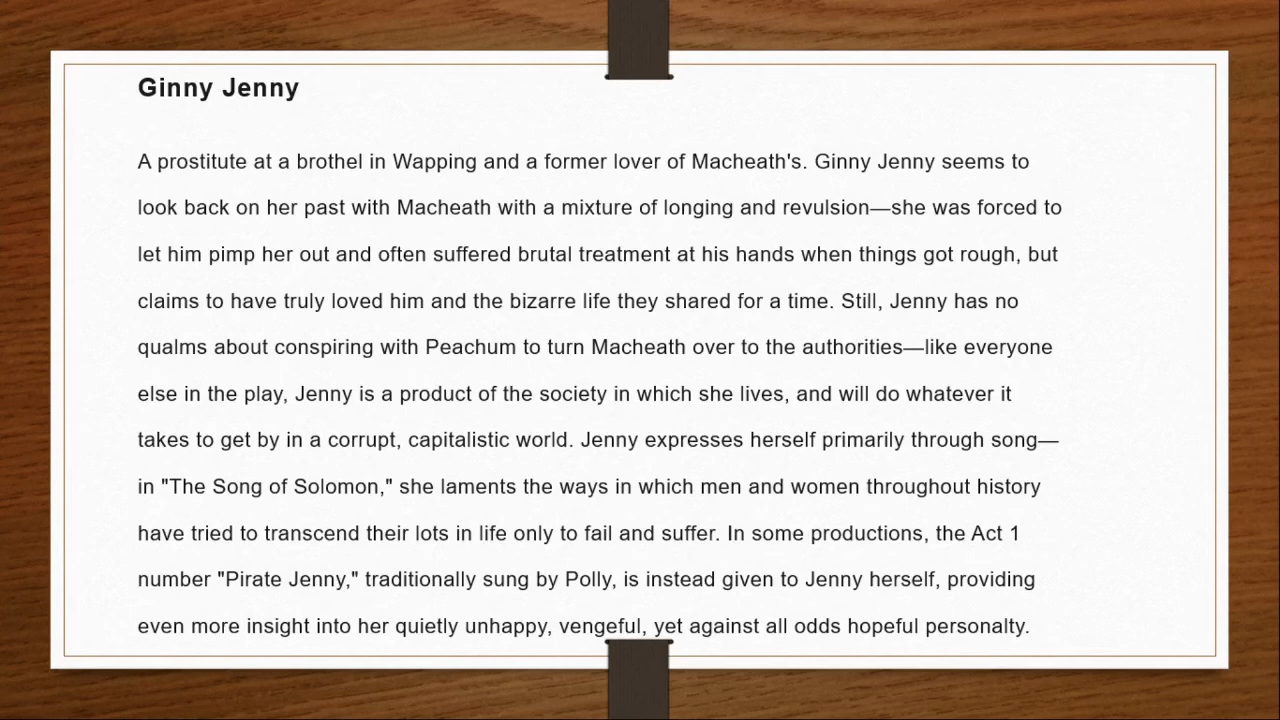 Ginny Jenny
A prostitute at a brothel in Wapping and a former lover of Macheath's. Ginny Jenny seems to
look back on her past with Macheath with a mixture of longing and revulsion—she was forced to
let him pimp her out and often suffered brutal treatment at his hands when things got rough, but
claims to have truly loved him and the bizarre life they shared for a time. Still, Jenny has no
qualms about conspiring with Peachum to turn Macheath over to the authorities—like everyone
else in the play, Jenny is a product of the society in which she lives, and will do whatever it
takes to get by in a corrupt, capitalistic world. Jenny expresses herself primarily through song—
in "The Song of Solomon," she laments the ways in which men and women throughout history
have tried to transcend their lots in life only to fail and suffer. In some productions, the Act 1
number "Pirate Jenny," traditionally sung by Polly, is instead given to Jenny herself, providing
even more insight into her quietly unhappy, vengeful, yet against all odds hopeful personalty.